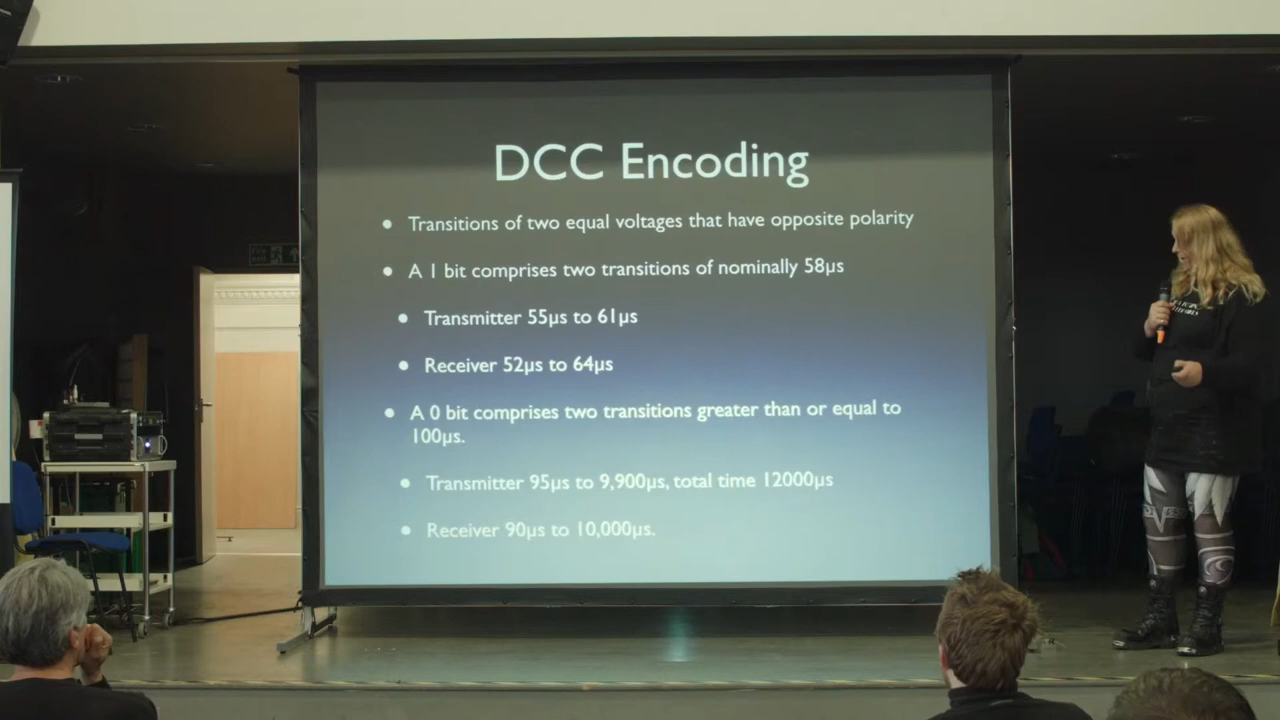 DCC Encoding
• Transitions of two equal voltages that have opposite polarity
• A 1 bit comprises two transitions of nominally 58µs
• Transmitter 55µs to 61µs
• Receiver 52µs to 64µs
• A 0 bit comprises two transitions greater than or equal to
100µs.
• Transmitter 95µs to 9,900µs, total time 12000µs
• Receiver 90µs to 10,000µs.